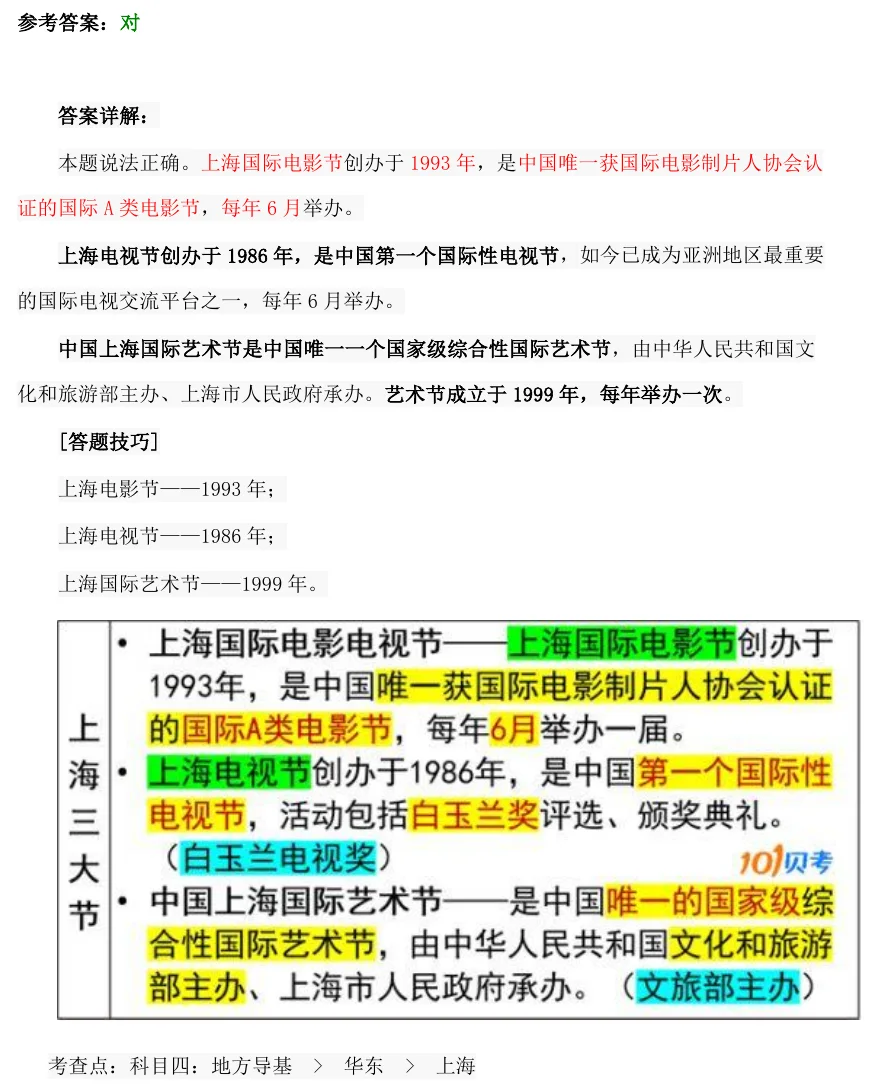 参考答案：对
答案详解：
本题说法正确。上海国际电影节创办于 1993 年，是中国唯一获国际电影制片人协会认
证的国际 A 类电影节，每年 6 月举办。
上海电视节创办于 1986 年，是中国第一个国际性电视节，如今已成为亚洲地区最重要
的国际电视交流平台之一，每年 6 月举办。
中国上海国际艺术节是中国唯一一个国家级综合性国际艺术节，由中华人民共和国文
化和旅游部主办、上海市人民政府承办。艺术节成立于 1999 年，每年举办一次。
[答题技巧]
上海电影节——1993 年；
上海电视节——1986 年；
上海国际艺术节——1999 年。
上海三大节
• 上海国际电影电视节——上海国际电影节创办于
1993年，是中国唯一获国际电影制片人协会认证
的国际A类电影节，每年6月举办一届。
• 上海电视节创办于1986年，是中国第一个国际性
电视节，活动包括白玉兰奖评选、颁奖典礼。
（白玉兰电视奖）
101贝考
• 中国上海国际艺术节——是中国唯一的国家级综
合性国际艺术节，由中华人民共和国文化和旅游
部主办、上海市人民政府承办。（文旅部主办）
考查点：科目四：地方导基 > 华东 > 上海